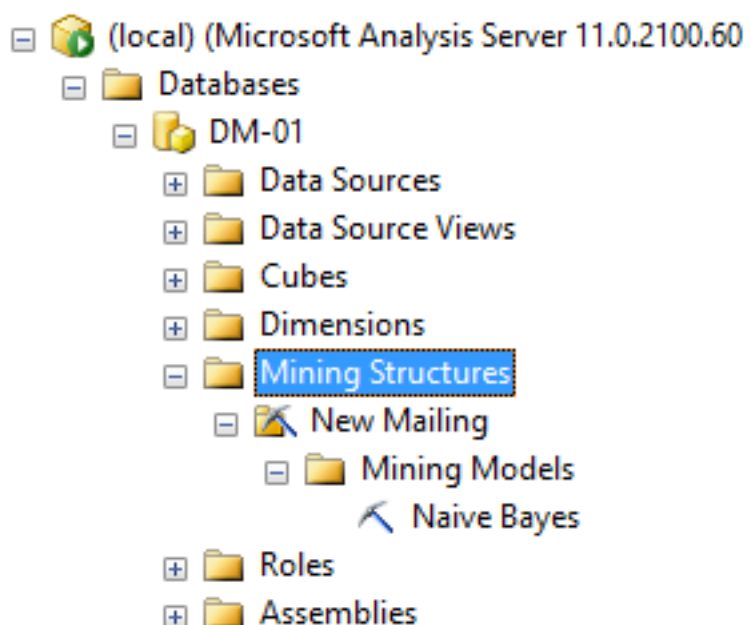 (local) (Microsoft Analysis Server 11.0.2100.60
Databases
DM-01
Data Sources
Data Source Views
Cubes
Dimensions
Mining Structures
New Mailing
Mining Models
Naive Bayes
Roles
Assemblies